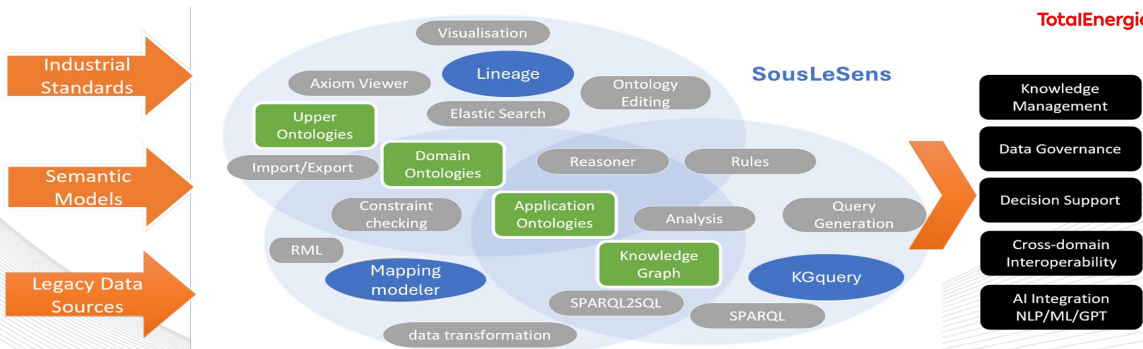 TotalEnergi
Industrial
Standards
Semantic
Models
Legacy Data
Sources
Visualisation
Lineage
SousLeSens
Axiom Viewer
Ontology
Editing
Elastic Search
Upper
Ontologies
Import/Export
Domain
Ontologies
Reasoner
Rules
Constraint
checking
Application
Ontologies
Analysis
Query
Generation
RML
Mapping
modeler
Knowledge
Graph
KGquery
SPARQL2SQL
SPARQL
data transformation
Knowledge
Management
Data Governance
Decision Support
Cross-domain
Interoperability
AI Integration
NLP/ML/GPT